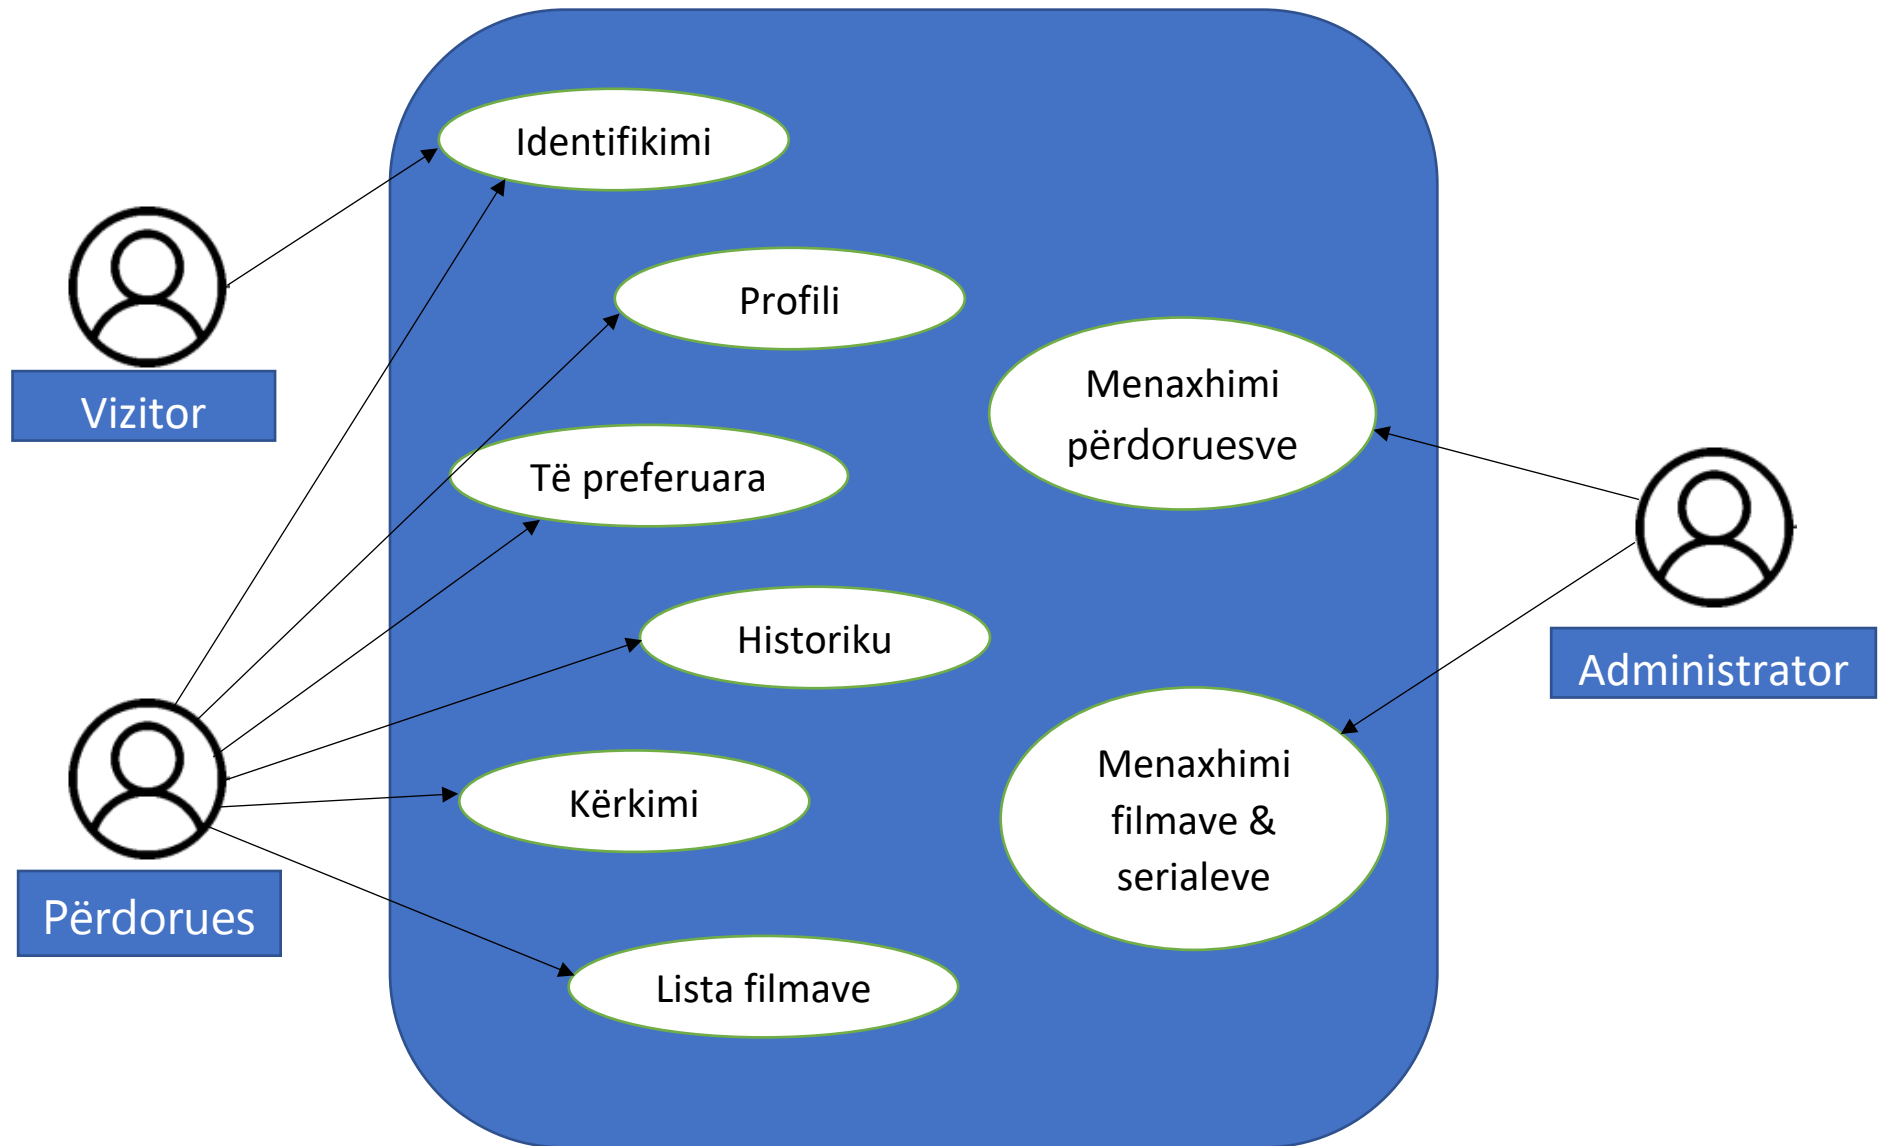 Identifikimi
Profili
Menaxhimi
përdoruesve
Vizitor
Të preferuara
Historiku
Administrator
Menaxhimi
filmave &
serialeve
Kërkimi
Përdorues
Lista filmave